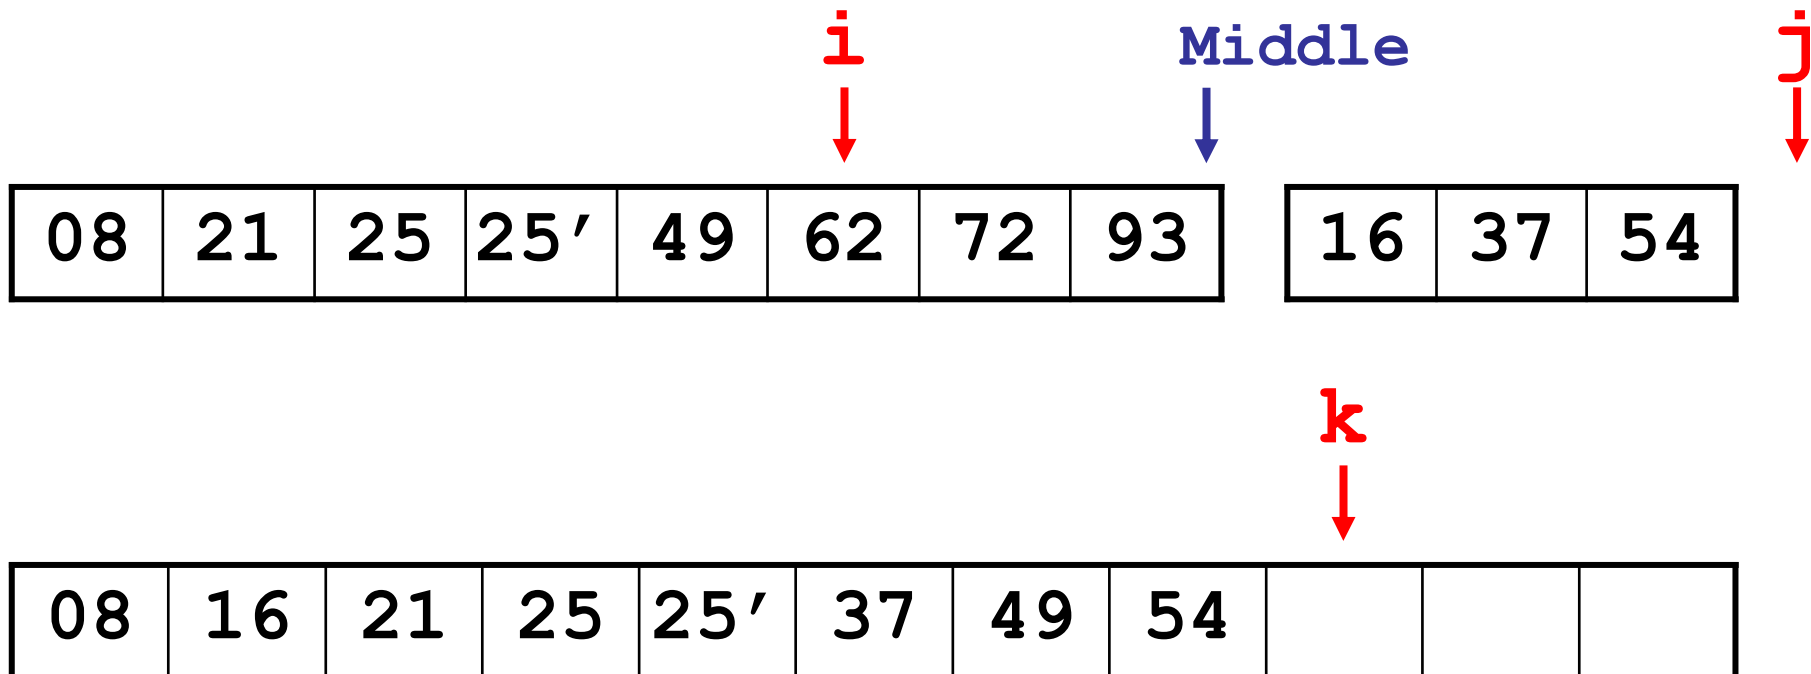 i Middle j
08 21 25 25′ 49 62 72 93 16 37 54
k
08 16 21 25 25′ 37 49 54